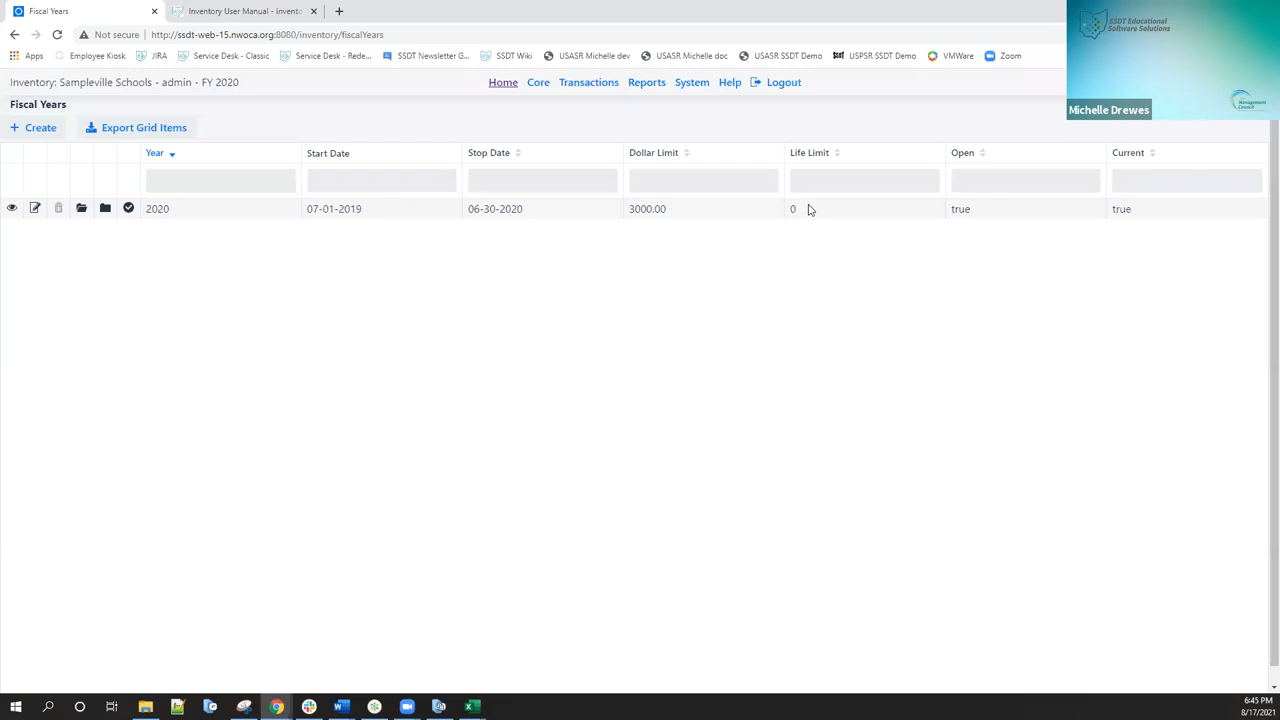 Fiscal Years
Inventory User Manual - Invento
Not secure http://ssdt-web-15.nwoca.org:8080/inventory/fiscalYears
Apps Employee Kiosk JIRA Service Desk - Classic Service Desk - Rede... SSDT Newsletter G... SSDT Wiki USASR Michelle dev USASR Michelle doc USASR SSDT Demo USPSR SSDT Demo VMWare Zoom
SSDT Educational
Software Solutions
Management
Council
Michelle Drewes
Inventory: Sampleville Schools - admin - FY 2020 Home Core Transactions Reports System Help Logout
Fiscal Years
+ Create Export Grid Items
Year Start Date Stop Date Dollar Limit Life Limit Open Current
2020 07-01-2019 06-30-2020 3000.00 0 true true
6:45 PM
8/17/2021